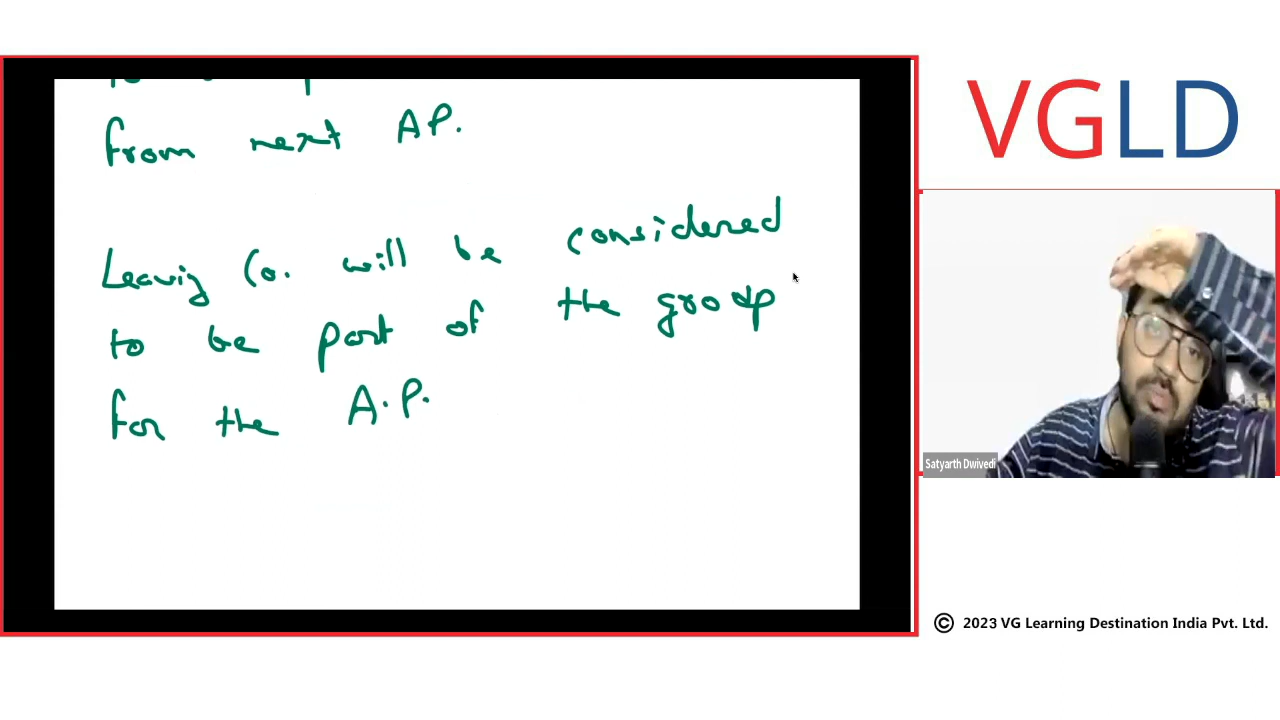 from next AP.
VGLD
Leavig Co. will be considered
to be part of the group
for the A.P.
Satyarth Dwivedi
© 2023 VG Learning Destination India Pvt. Ltd.